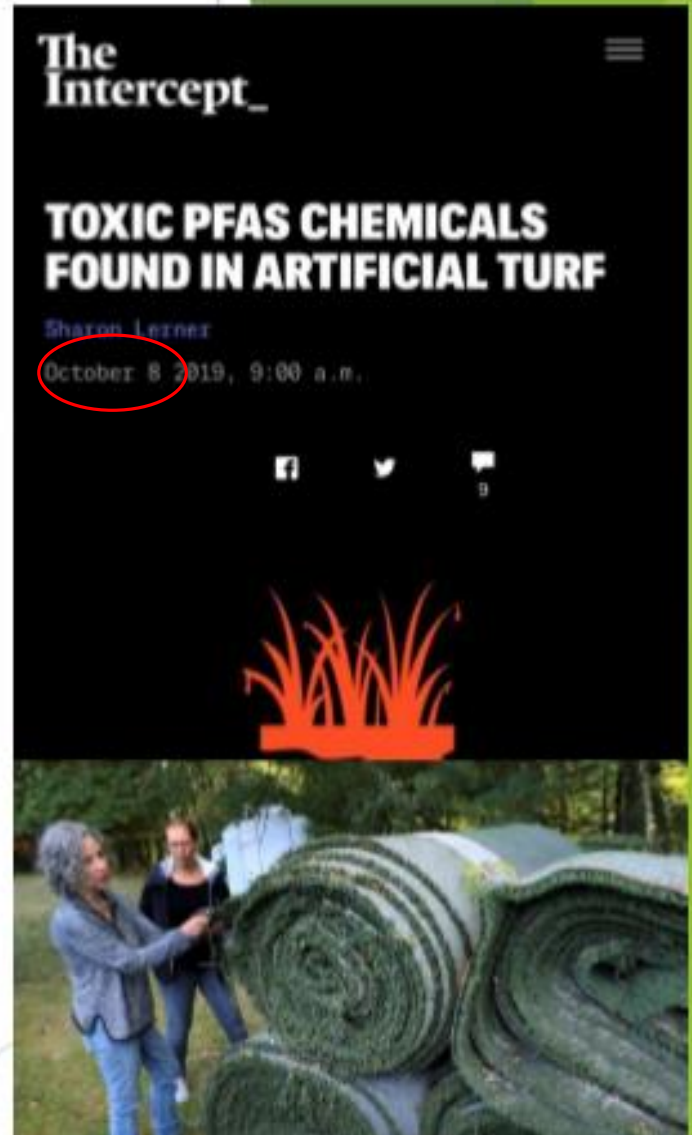 The
Intercept_
TOXIC PFAS CHEMICALS
FOUND IN ARTIFICIAL TURF
Sharon Lerner
October 8 2019, 9:00 a.m.
9